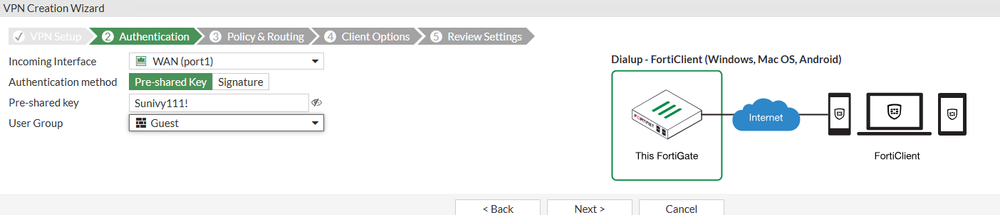 VPN Creation Wizard
✓ VPN Setup 2 Authentication 3 Policy & Routing 4 Client Options 5 Review Settings
Incoming Interface WAN (port1)
Authentication method Pre-shared Key Signature
Pre-shared key Sunivy111!
User Group Guest
Dialup - FortiClient (Windows, Mac OS, Android)
FORTINET
Internet
This FortiGate
FortiClient
< Back Next > Cancel